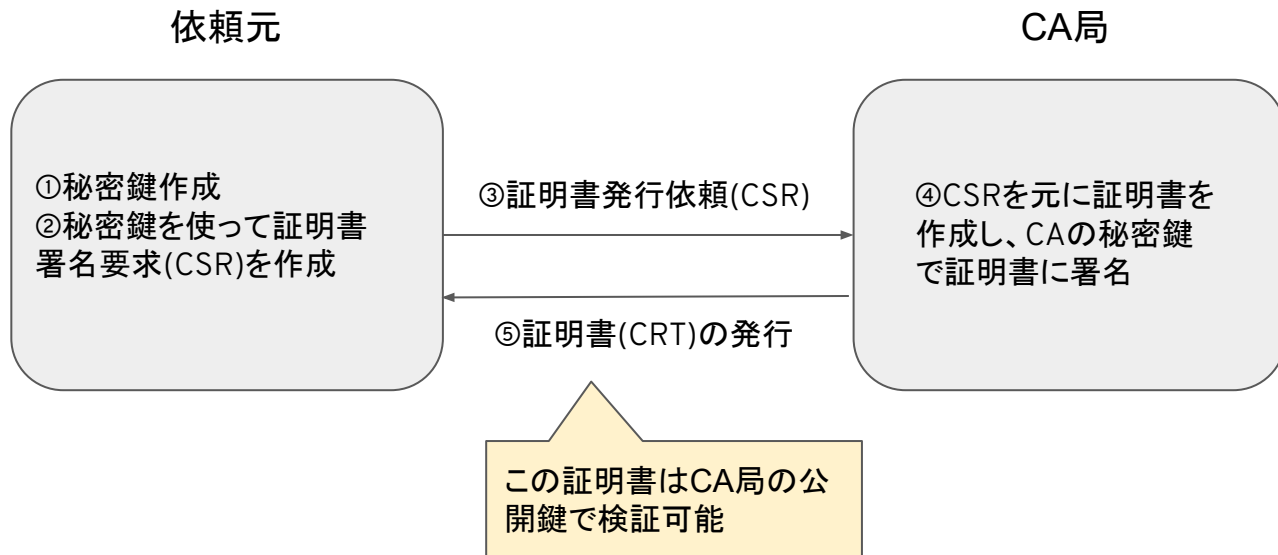 依頼元
CA局
①秘密鍵作成
②秘密鍵を使って証明書
署名要求(CSR)を作成
③証明書発行依頼(CSR)
④CSRを元に証明書を
作成し、CAの秘密鍵
で証明書に署名
⑤証明書(CRT)の発行
この証明書はCA局の公
開鍵で検証可能